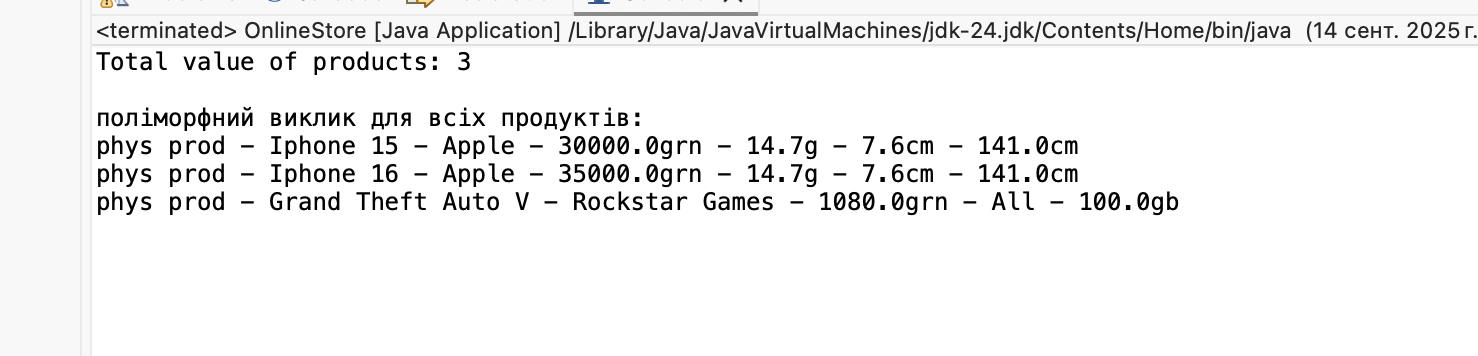 <terminated> OnlineStore [Java Application] /Library/Java/JavaVirtualMachines/jdk-24.jdk/Contents/Home/bin/java (14 сент. 2025 г.
Total value of products: 3
поліморфний виклик для всіх продуктів:
phys prod – Iphone 15 – Apple – 30000.0grn – 14.7g – 7.6cm – 141.0cm
phys prod – Iphone 16 – Apple – 35000.0grn – 14.7g – 7.6cm – 141.0cm
phys prod – Grand Theft Auto V – Rockstar Games – 1080.0grn – All – 100.0gb